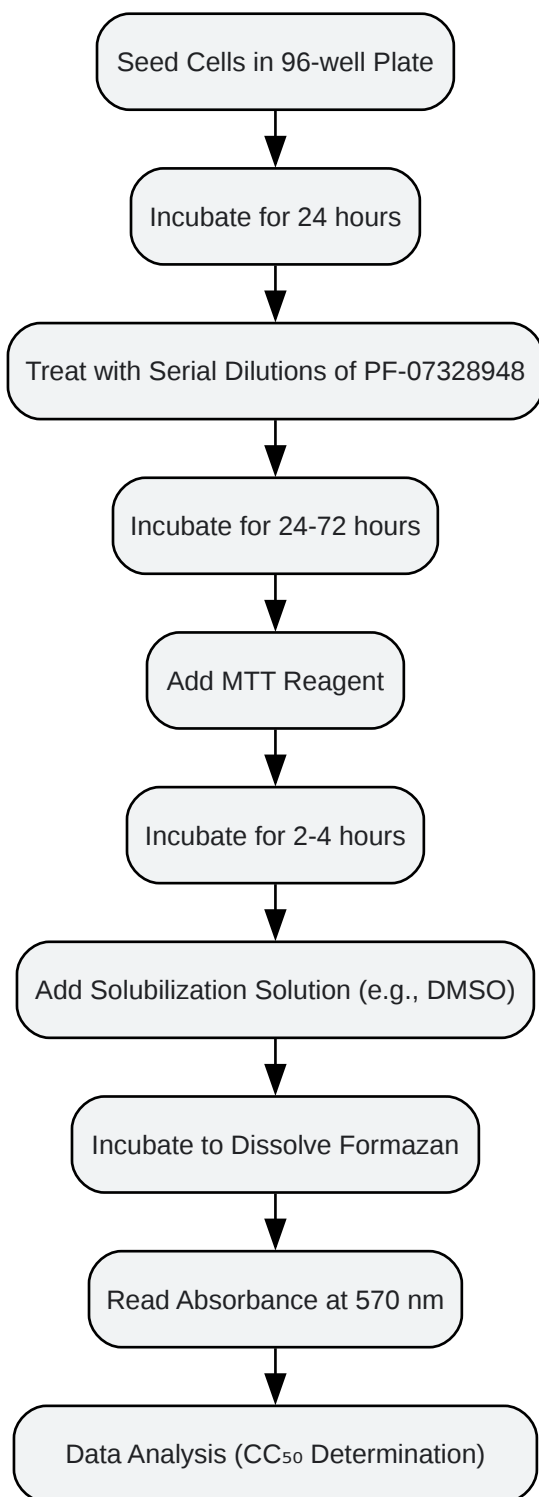 Seed Cells in 96-well Plate
Incubate for 24 hours
Treat with Serial Dilutions of PF-07328948
Incubate for 24-72 hours
Add MTT Reagent
Incubate for 2-4 hours
Add Solubilization Solution (e.g., DMSO)
Incubate to Dissolve Formazan
Read Absorbance at 570 nm
Data Analysis (CC₅₀ Determination)